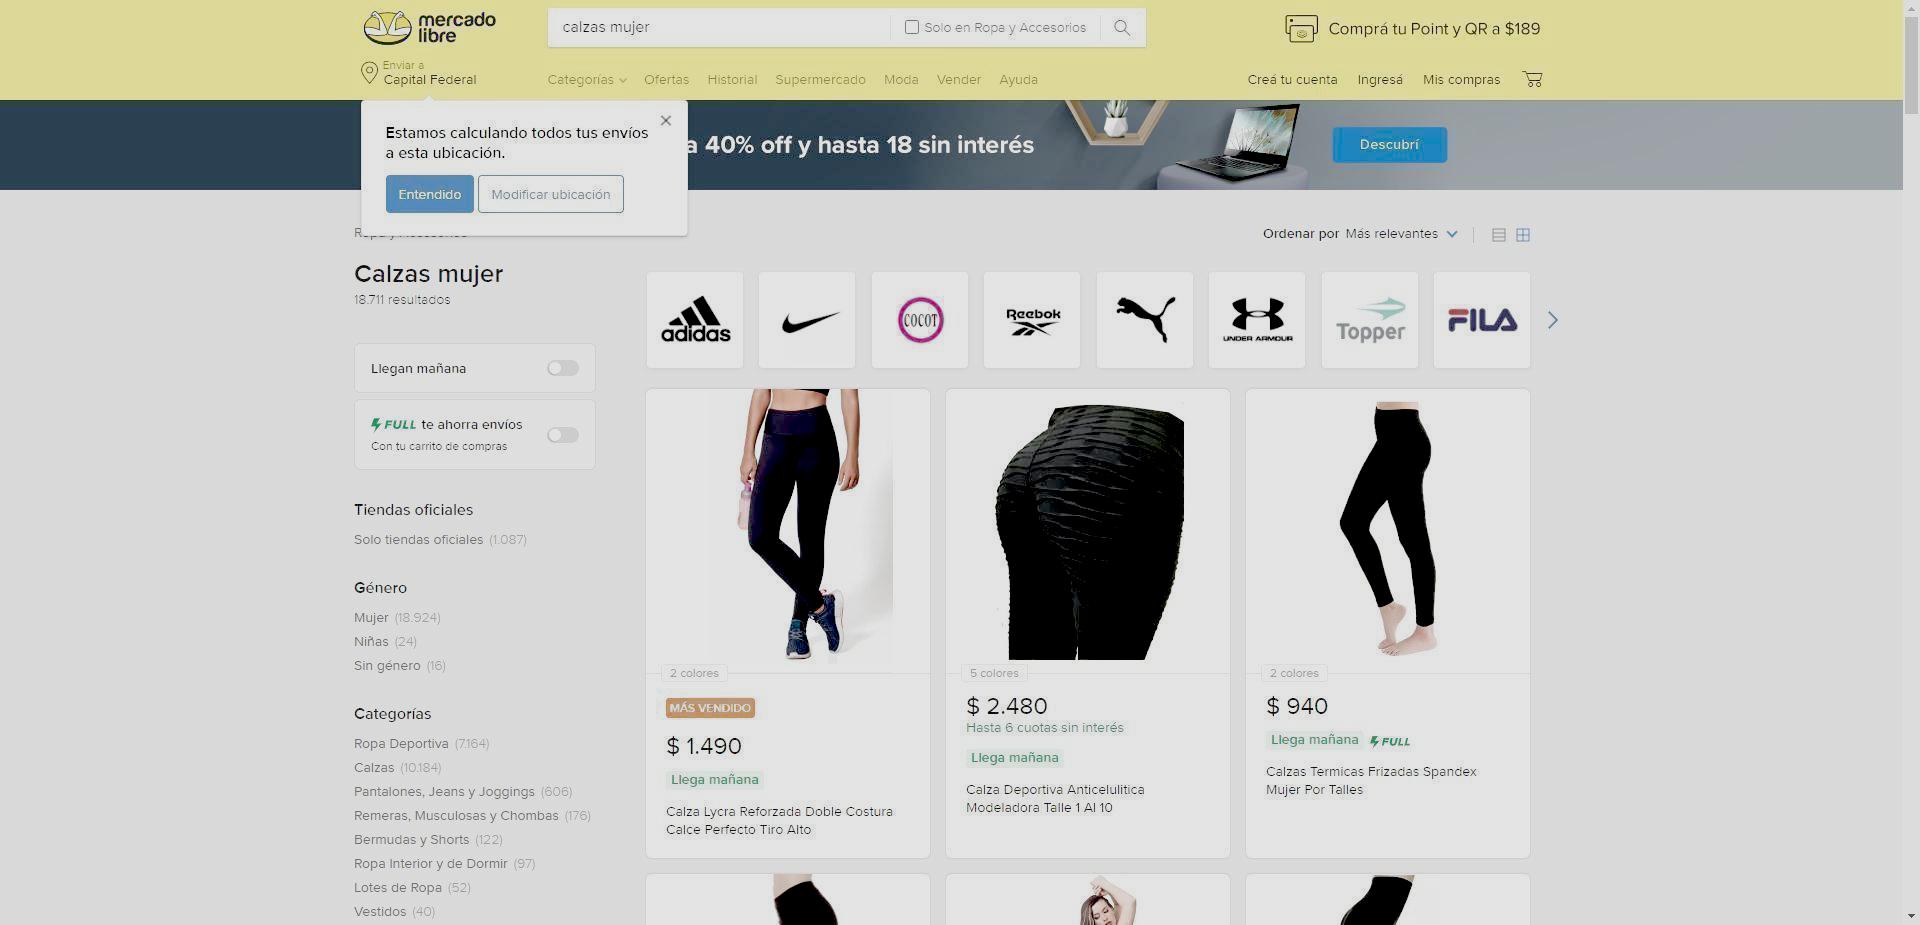 mercado
libre
calzas mujer
Solo en Ropa y Accesorios
Comprá tu Point y QR a $189
Enviar a
Capital Federal
Categorías
Ofertas
Historial
Supermercado
Moda
Vender
Ayuda
Creá tu cuenta
Ingresá
Mis compras
Estamos calculando todos tus envíos
a esta ubicación.
Entendido
Modificar ubicación
a 40% off y hasta 18 sin interés
Descubrí
Ordenar por Más relevantes
Calzas mujer
18.711 resultados
adidas
COCOT
Reebok
UNDER ARMOUR
Topper
FILA
Llegan mañana
FULL te ahorra envíos
Con tu carrito de compras
Tiendas oficiales
Solo tiendas oficiales (1.087)
Género
Mujer (18.924)
Niñas (24)
Sin género (16)
Categorías
Ropa Deportiva (7.164)
Calzas (10.184)
Pantalones, Jeans y Joggings (606)
Remeras, Musculosas y Chombas (176)
Bermudas y Shorts (122)
Ropa Interior y de Dormir (97)
Lotes de Ropa (52)
Vestidos (40)
2 colores
MÁS VENDIDO
$ 1.490
Llega mañana
Calza Lycra Reforzada Doble Costura
Calce Perfecto Tiro Alto
5 colores
$ 2.480
Hasta 6 cuotas sin interés
Llega mañana
Calza Deportiva Anticelulitica
Modeladora Talle 1 Al 10
2 colores
$ 940
Llega mañana FULL
Calzas Termicas Frizadas Spandex
Mujer Por Talles